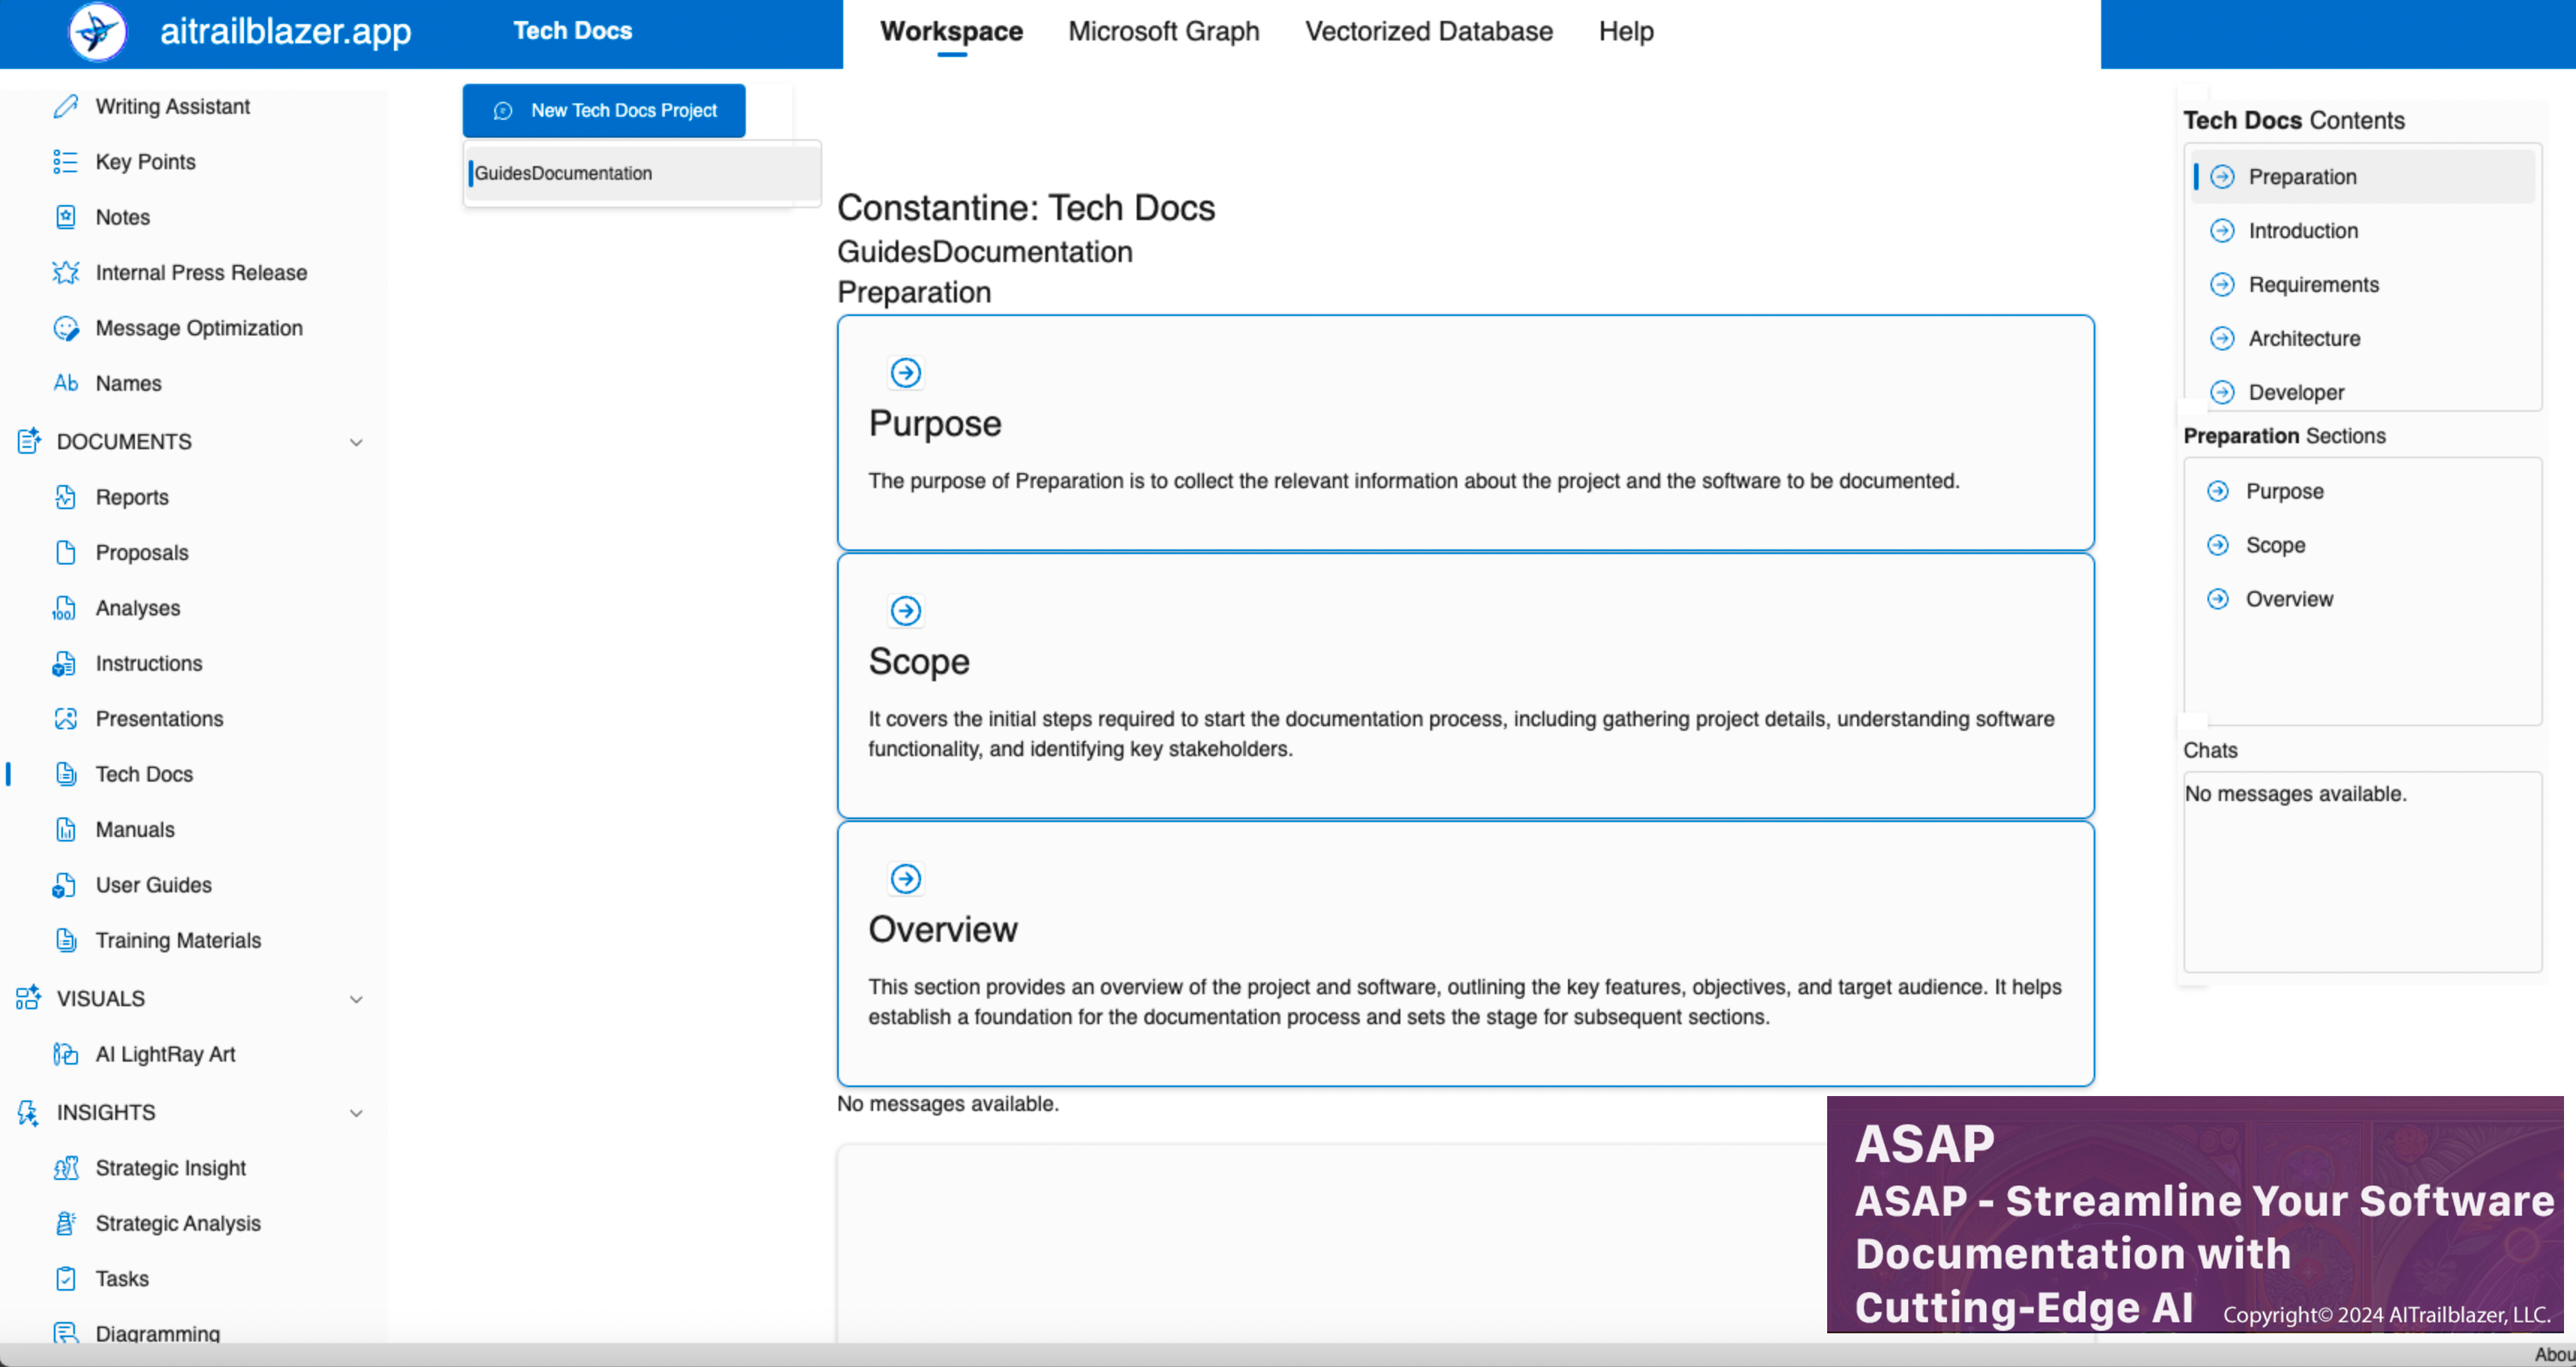 aitrailblazer.app
Tech Docs
Workspace
Microsoft Graph
Vectorized Database
Help
Writing Assistant
Key Points
Notes
Internal Press Release
Message Optimization
Ab Names
DOCUMENTS
Reports
Proposals
100 Analyses
Instructions
Presentations
Tech Docs
Manuals
User Guides
Training Materials
VISUALS
AI LightRay Art
INSIGHTS
Strategic Insight
Strategic Analysis
Tasks
Diagramming
New Tech Docs Project
GuidesDocumentation
Constantine: Tech Docs
GuidesDocumentation
Preparation
Purpose
The purpose of Preparation is to collect the relevant information about the project and the software to be documented.
Scope
It covers the initial steps required to start the documentation process, including gathering project details, understanding software
functionality, and identifying key stakeholders.
Overview
This section provides an overview of the project and software, outlining the key features, objectives, and target audience. It helps
establish a foundation for the documentation process and sets the stage for subsequent sections.
No messages available.
Tech Docs Contents
Preparation
Introduction
Requirements
Architecture
Developer
Preparation Sections
Purpose
Scope
Overview
Chats
No messages available.
ASAP
ASAP - Streamline Your Software
Documentation with
Cutting-Edge AI
Copyright© 2024 AITrailblazer, LLC.
Abou